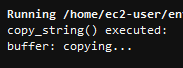 Running /home/ec2-user/en
copy_string() executed:
buffer: copying...